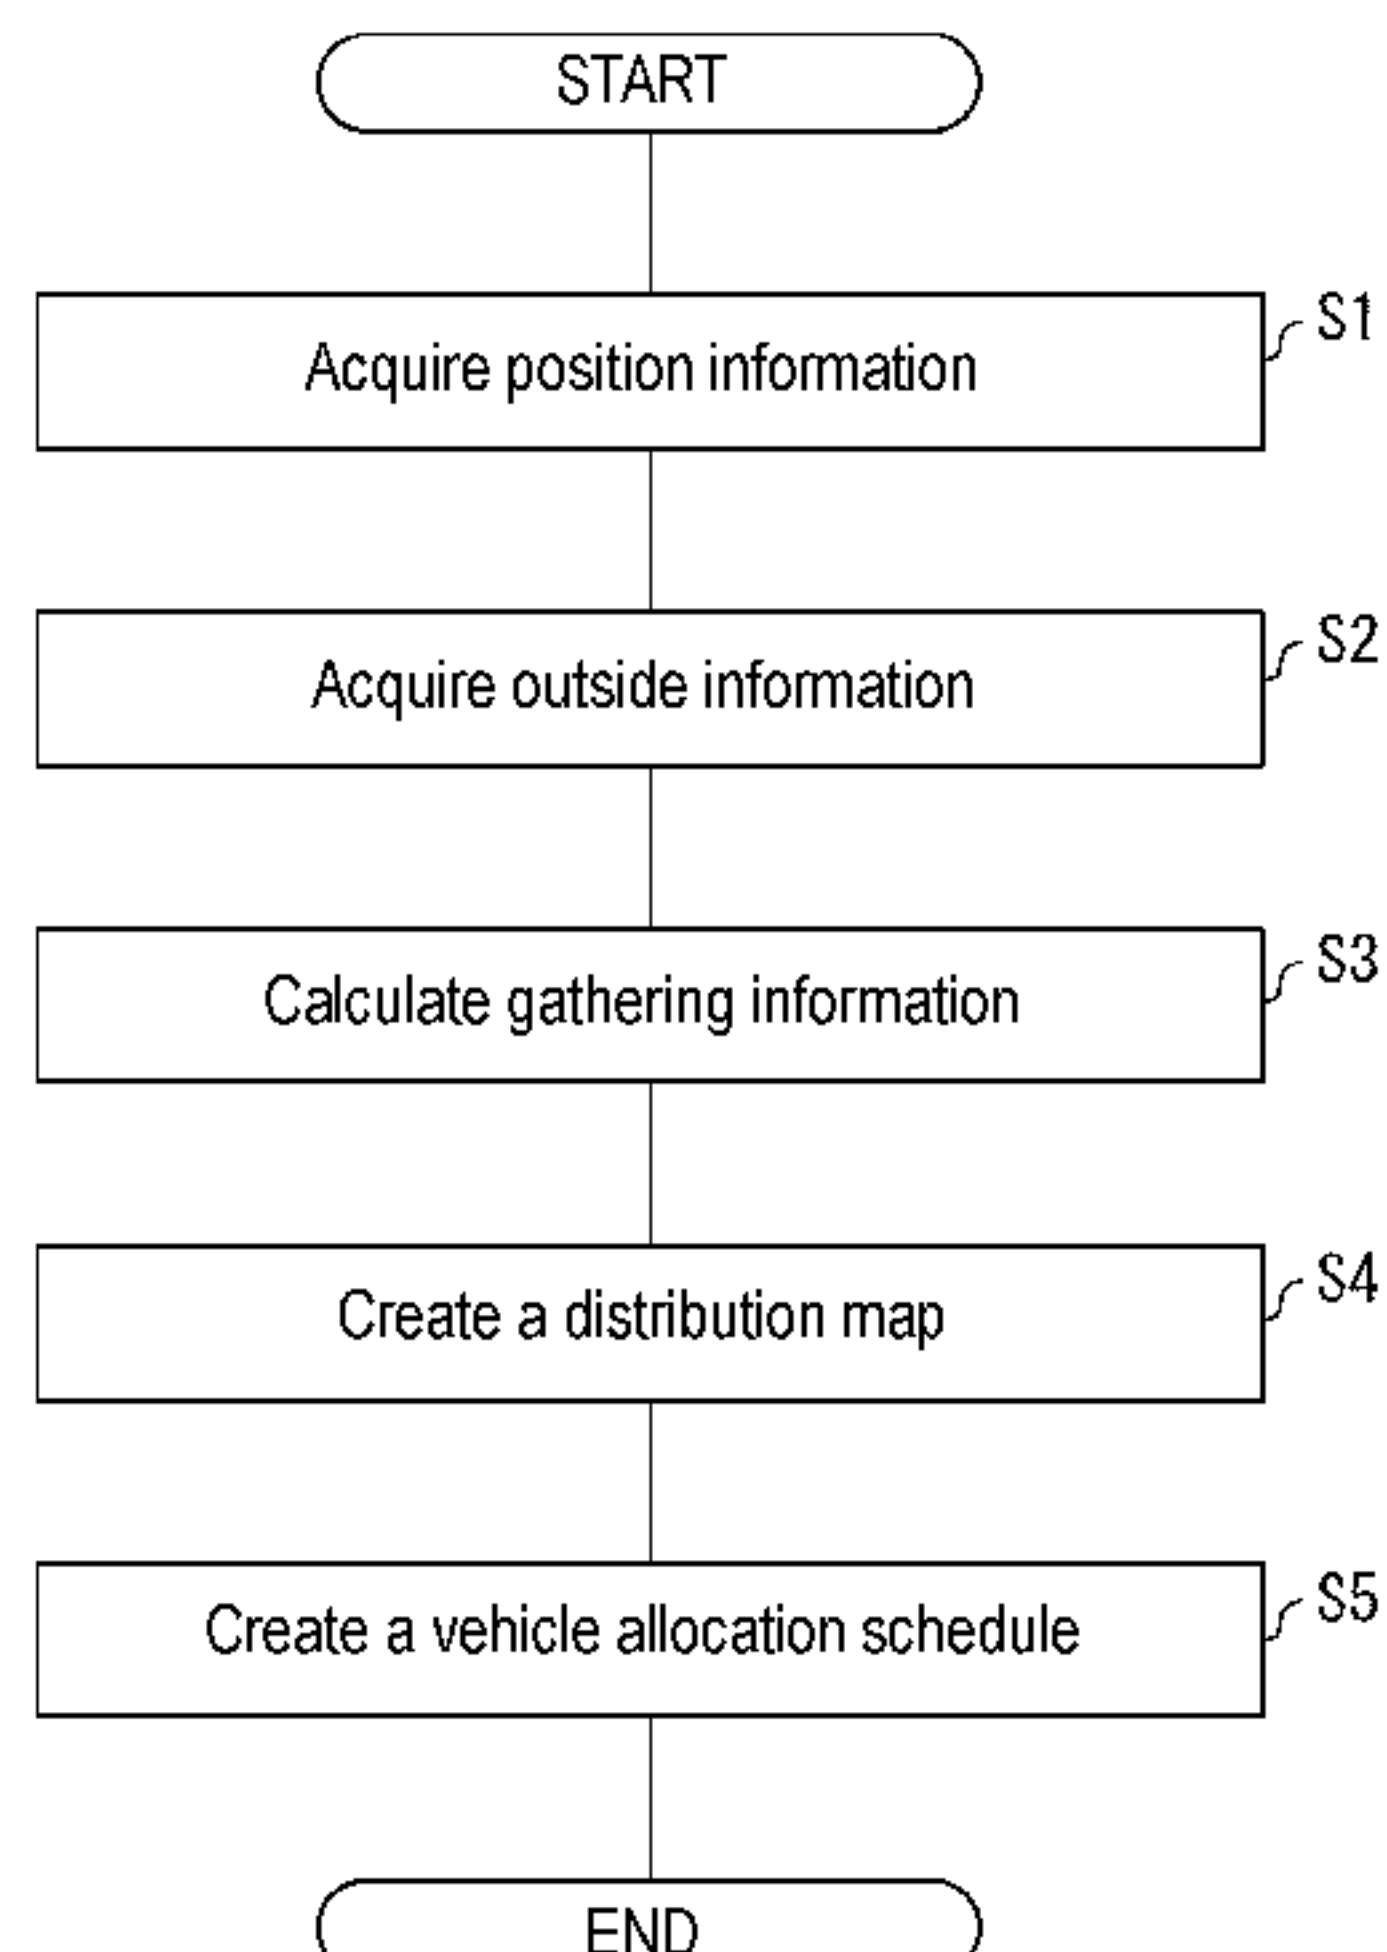 START
Acquire position information
S1
Acquire outside information
S2
Calculate gathering information
S3
Create a distribution map
S4
Create a vehicle allocation schedule
S5
END